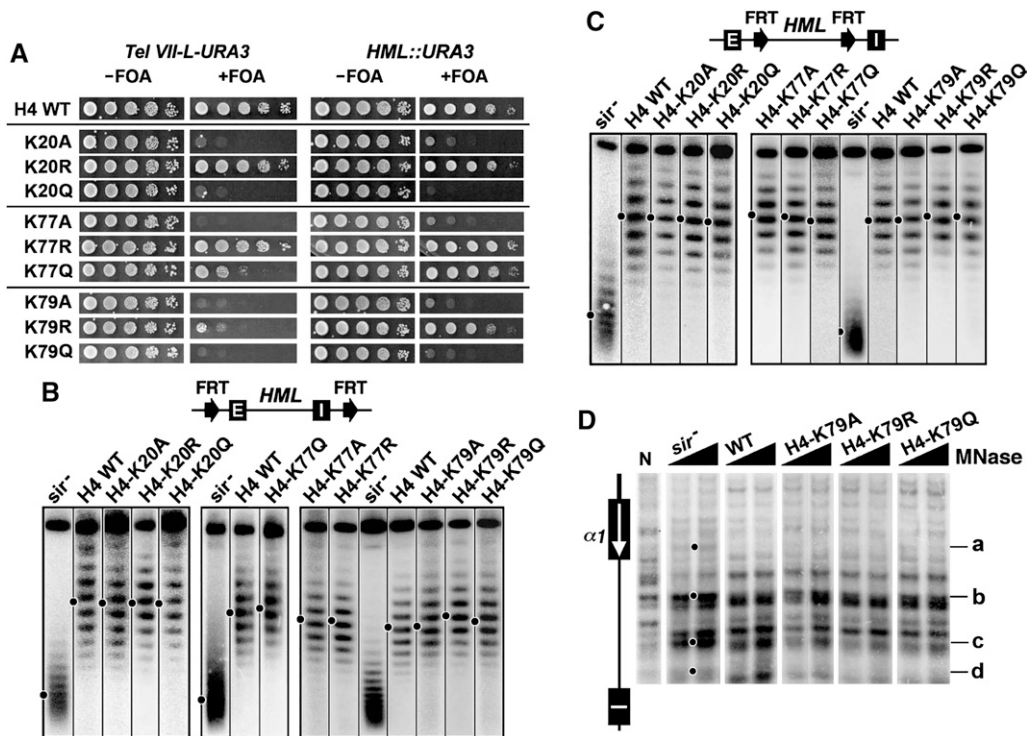 A
Tel VII-L-URA3 HML::URA3
−FOA +FOA −FOA +FOA
H4 WT
K20A
K20R
K20Q
K77A
K77R
K77Q
K79A
K79R
K79Q
B
FRT HML FRT
E I
sir⁻ H4 WT H4-K20A H4-K20R H4-K20Q
H4 WT H4-K77Q
H4-K77A H4-K77R sir⁻ H4 WT H4-K79A H4-K79R H4-K79Q
C
FRT HML FRT
E I
sir⁻ H4 WT H4-K20A H4-K20R H4-K20Q
H4-K77A H4-K77R H4-K77Q sir⁻ H4 WT H4-K79A H4-K79R H4-K79Q
D
N sir⁻ WT H4-K79A H4-K79R H4-K79Q MNase
α1
a
b
c
d
I